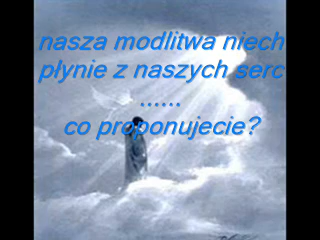 nasza modlitwa niech
płynie z naszych serc
......
co proponujecie?